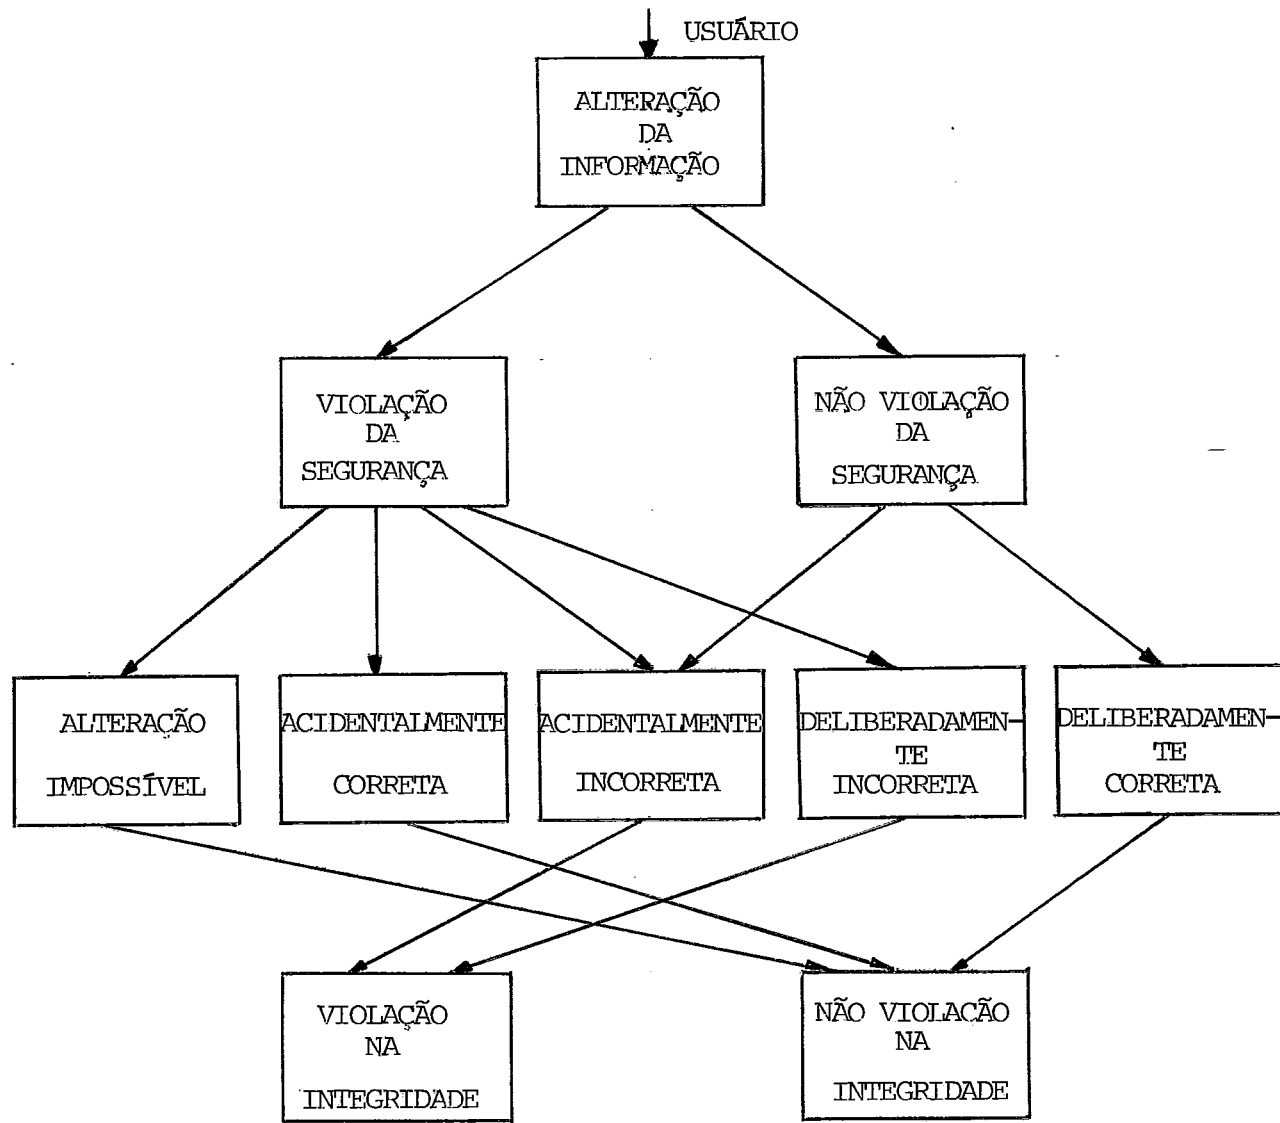 USUÁRIO
ALTERAÇÃO
DA
INFORMAÇÃO
VIOLAÇÃO
DA
SEGURANÇA
NÃO VIOLAÇÃO
DA
SEGURANÇA
ALTERAÇÃO
IMPOSSÍVEL
ACIDENTALMENTE
CORRETA
ACIDENTALMENTE
INCORRETA
DELIBERADAMEN-
TE
INCORRETA
DELIBERADAMEN-
TE
CORRETA
VIOLAÇÃO
NA
INTEGRIDADE
NÃO VIOLAÇÃO
NA
INTEGRIDADE